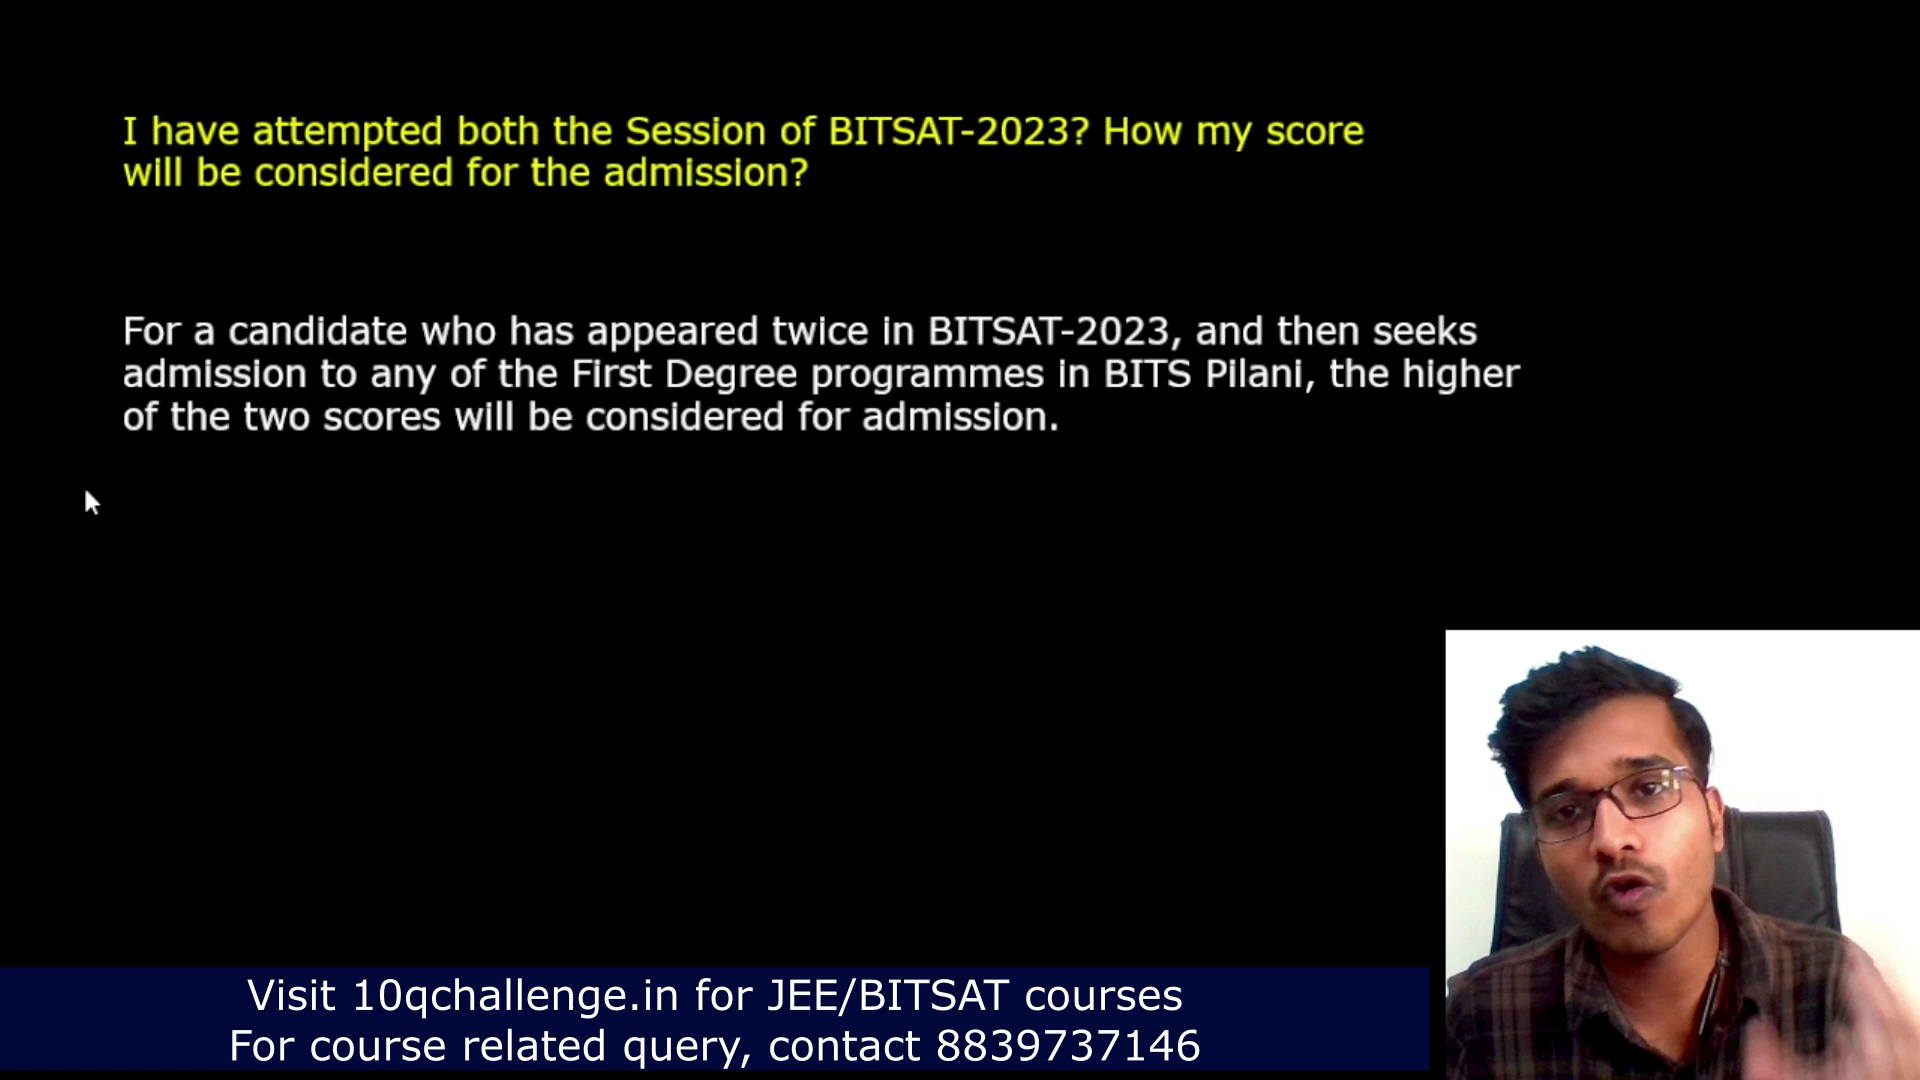 I have attempted both the Session of BITSAT-2023? How my score
will be considered for the admission?
For a candidate who has appeared twice in BITSAT-2023, and then seeks
admission to any of the First Degree programmes in BITS Pilani, the higher
of the two scores will be considered for admission.
Visit 10qchallenge.in for JEE/BITSAT courses
For course related query, contact 8839737146